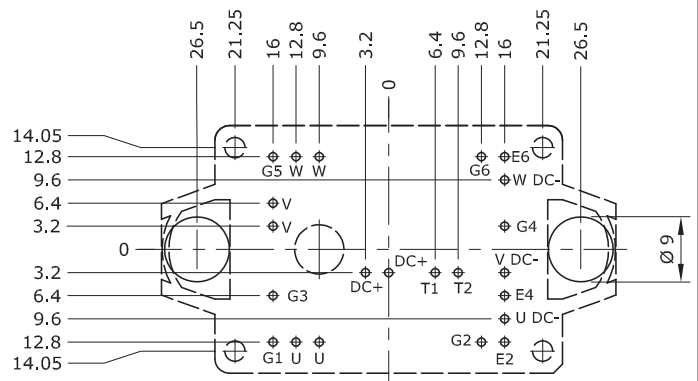 26.5 21.25 16 12.8 9.6 3.2 0 6.4 9.6 12.8 16 21.25 26.5
14.05
12.8 G5 W W G6 E6
9.6 W DC-
6.4 V
3.2 V G4
0 DC+ V DC- Ø 9
3.2 DC+ T1 T2
6.4 G3 E4
9.6 U DC-
12.8 G1 U U G2 E2
14.05